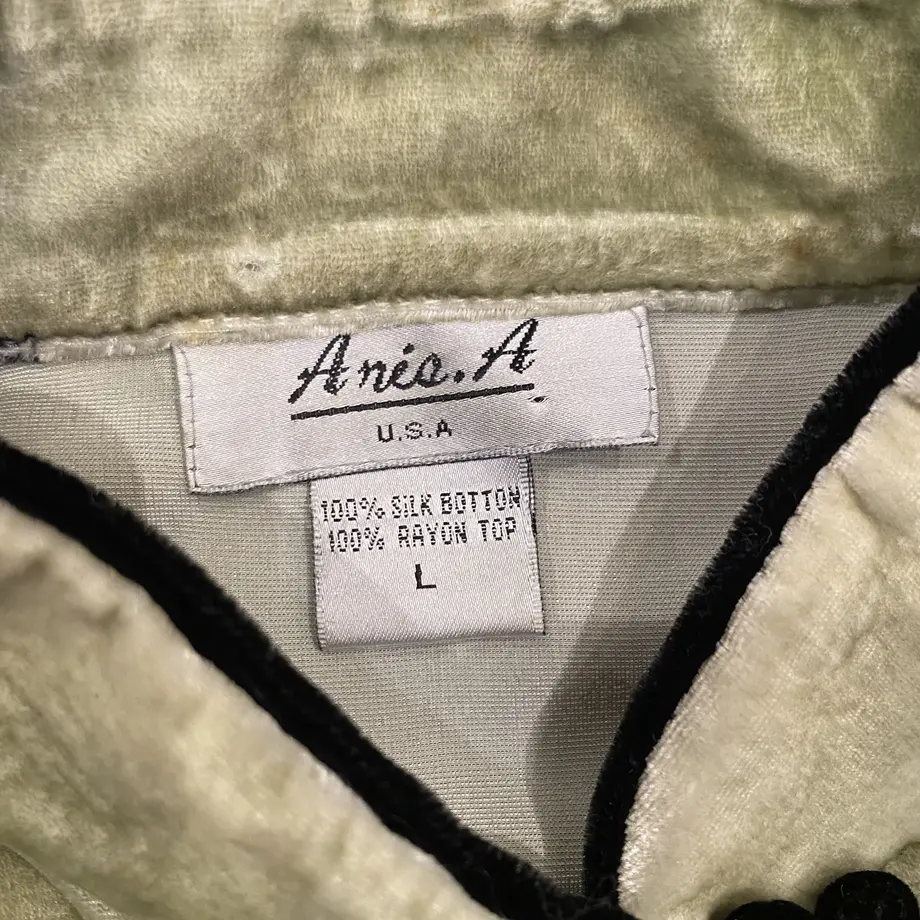 Anis.A
U.S.A
100% SILK BOTTON
100% RAYON TOP
L